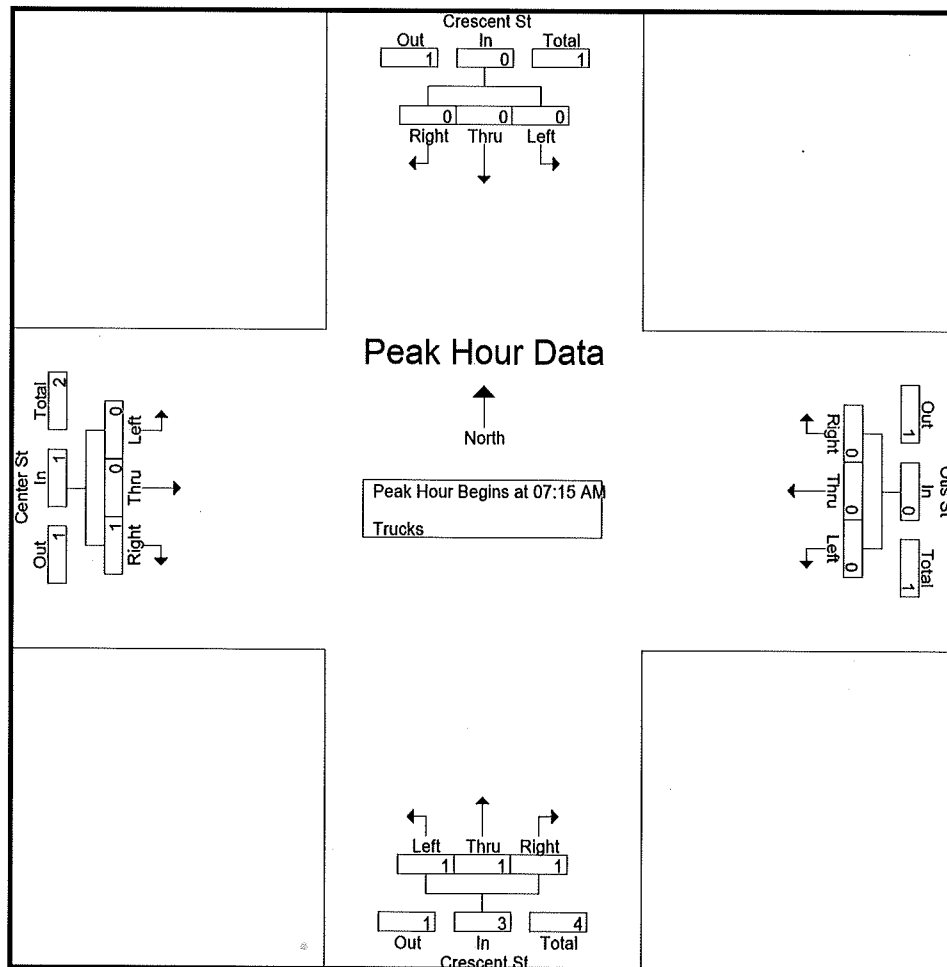 Crescent St
Out In Total
1 0 1
0 0 0
Right Thru Left
Peak Hour Data
North
Peak Hour Begins at 07:15 AM
Trucks
Center St
Out In Total
1 1 2
1 0 0
Right Thru Left
Right Thru Left
0 0 0
Out In Total
1 0 1
Otis St
Left Thru Right
1 1 1
1 3 4
Out In Total
Crescent St